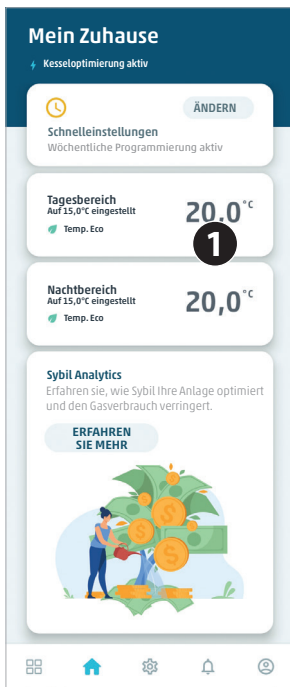 Mein Zuhause
Kesseloptimierung aktiv
ÄNDERN
Schnelleinstellungen
Wöchentliche Programmierung aktiv
Tagesbereich
Auf 15,0°C eingestellt
Temp. Eco
20,0°C
1
Nachtbereich
Auf 15,0°C eingestellt
Temp. Eco
20,0°C
Sybil Analytics
Erfahren sie, wie Sybil Ihre Anlage optimiert
und den Gasverbrauch verringert.
ERFAHREN
SIE MEHR